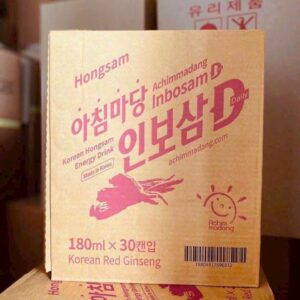 유리제품
Hongsam
아침마당
Achimmadang
Inbosam D
인보삼 D
Daily
Korean Hongsam
Energy Drink
Made in Korea
achimmadang.com
Achim
madang
180ml × 30캔입
Korean Red Ginseng